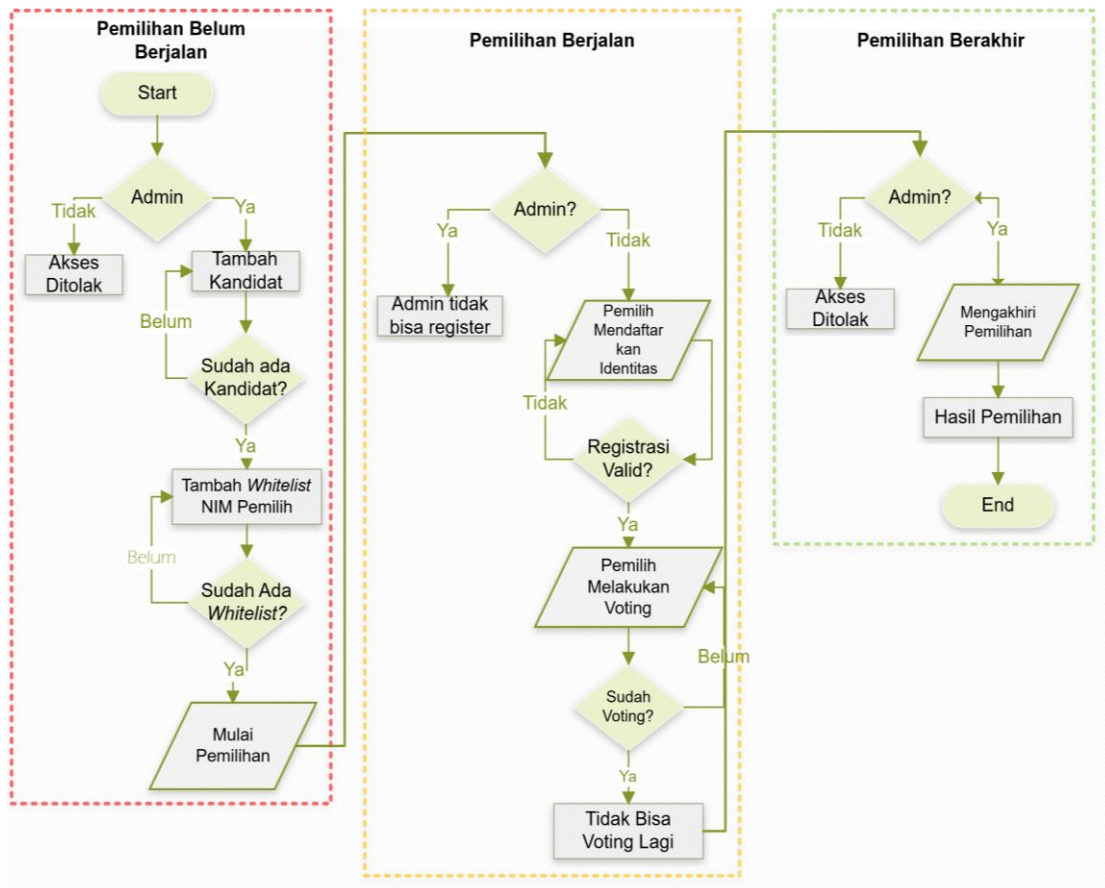 Pemilihan Belum
Berjalan
Start
Admin
Tidak
Ya
Akses
Ditolak
Tambah
Kandidat
Belum
Sudah ada
Kandidat?
Ya
Tambah Whitelist
NIM Pemilih
Belum
Sudah Ada
Whitelist?
Ya
Mulai
Pemilihan
Pemilihan Berjalan
Admin?
Ya
Tidak
Admin tidak
bisa register
Pemilih
Mendaftar
kan
Identitas
Tidak
Registrasi
Valid?
Ya
Pemilih
Melakukan
Voting
Belum
Sudah
Voting?
Ya
Tidak Bisa
Voting Lagi
Pemilihan Berakhir
Admin?
Tidak
Ya
Akses
Ditolak
Mengakhiri
Pemilihan
Hasil Pemilihan
End